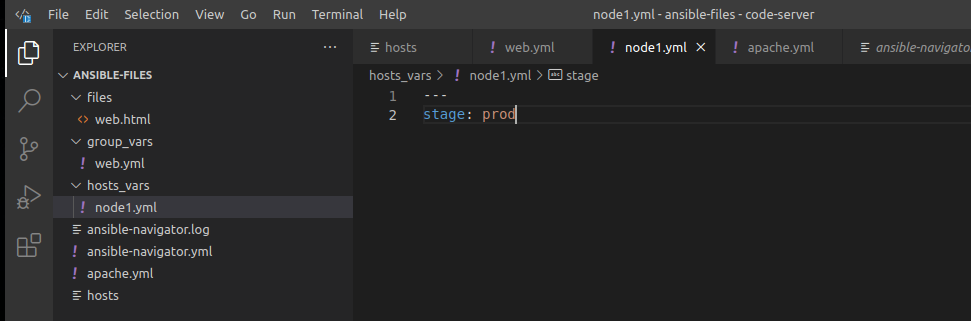 File Edit Selection View Go Run Terminal Help node1.yml - ansible-files - code-server
EXPLORER
ANSIBLE-FILES
files
web.html
group_vars
web.yml
hosts_vars
node1.yml
ansible-navigator.log
ansible-navigator.yml
apache.yml
hosts
hosts web.yml node1.yml apache.yml ansible-navigator.
hosts_vars > ! node1.yml > abc stage
1 ---
2 stage: prod